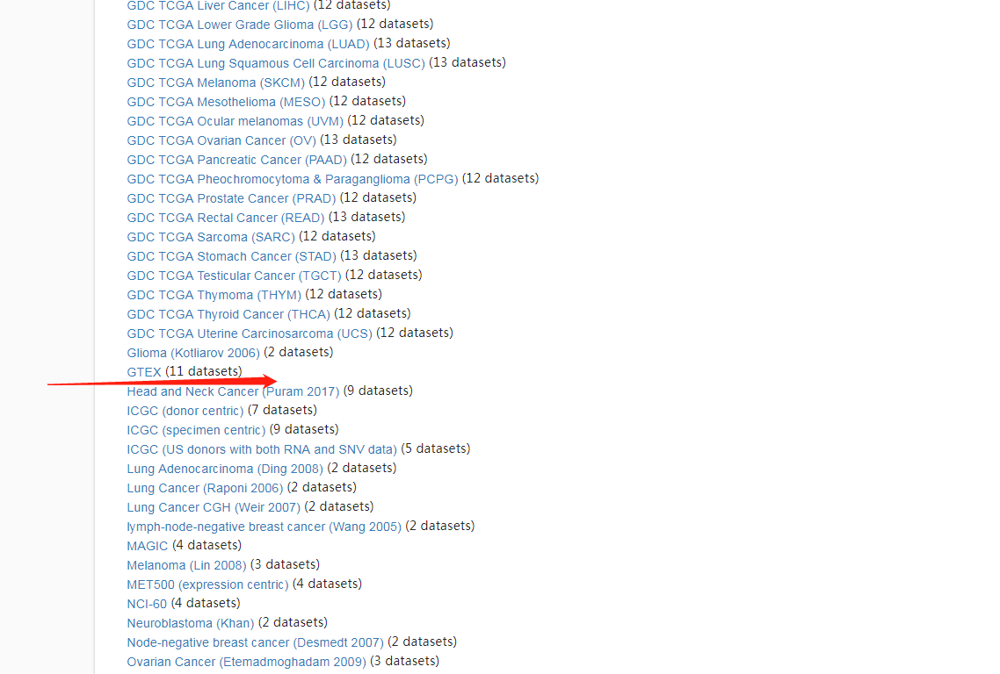 GDC TCGA Liver Cancer (LIHC) (12 datasets)
GDC TCGA Lower Grade Glioma (LGG) (12 datasets)
GDC TCGA Lung Adenocarcinoma (LUAD) (13 datasets)
GDC TCGA Lung Squamous Cell Carcinoma (LUSC) (13 datasets)
GDC TCGA Melanoma (SKCM) (12 datasets)
GDC TCGA Mesothelioma (MESO) (12 datasets)
GDC TCGA Ocular melanomas (UVM) (12 datasets)
GDC TCGA Ovarian Cancer (OV) (13 datasets)
GDC TCGA Pancreatic Cancer (PAAD) (12 datasets)
GDC TCGA Pheochromocytoma & Paraganglioma (PCPG) (12 datasets)
GDC TCGA Prostate Cancer (PRAD) (12 datasets)
GDC TCGA Rectal Cancer (READ) (13 datasets)
GDC TCGA Sarcoma (SARC) (12 datasets)
GDC TCGA Stomach Cancer (STAD) (13 datasets)
GDC TCGA Testicular Cancer (TGCT) (12 datasets)
GDC TCGA Thymoma (THYM) (12 datasets)
GDC TCGA Thyroid Cancer (THCA) (12 datasets)
GDC TCGA Uterine Carcinosarcoma (UCS) (12 datasets)
Glioma (Kotliarov 2006) (2 datasets)
GTEX (11 datasets)
Head and Neck Cancer (Puram 2017) (9 datasets)
ICGC (donor centric) (7 datasets)
ICGC (specimen centric) (9 datasets)
ICGC (US donors with both RNA and SNV data) (5 datasets)
Lung Adenocarcinoma (Ding 2008) (2 datasets)
Lung Cancer (Raponi 2006) (2 datasets)
Lung Cancer CGH (Weir 2007) (2 datasets)
lymph-node-negative breast cancer (Wang 2005) (2 datasets)
MAGIC (4 datasets)
Melanoma (Lin 2008) (3 datasets)
MET500 (expression centric) (4 datasets)
NCI-60 (4 datasets)
Neuroblastoma (Khan) (2 datasets)
Node-negative breast cancer (Desmedt 2007) (2 datasets)
Ovarian Cancer (Etemadmoghadam 2009) (3 datasets)